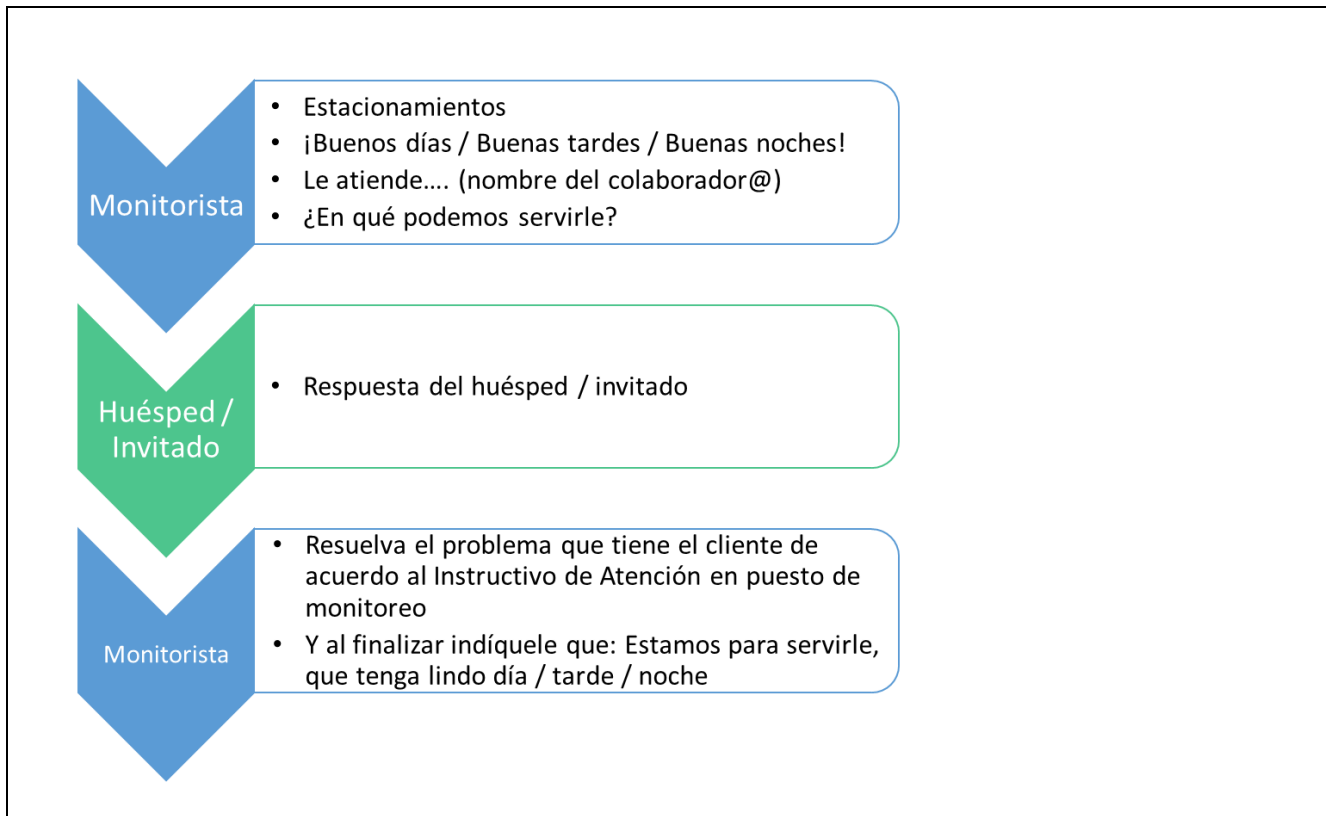 Monitorista
• Estacionamientos
• ¡Buenos días / Buenas tardes / Buenas noches!
• Le atiende…. (nombre del colaborador@)
• ¿En qué podemos servirle?
Huésped /
Invitado
• Respuesta del huésped / invitado
Monitorista
• Resuelva el problema que tiene el cliente de
acuerdo al Instructivo de Atención en puesto de
monitoreo
• Y al finalizar indíquele que: Estamos para servirle,
que tenga lindo día / tarde / noche